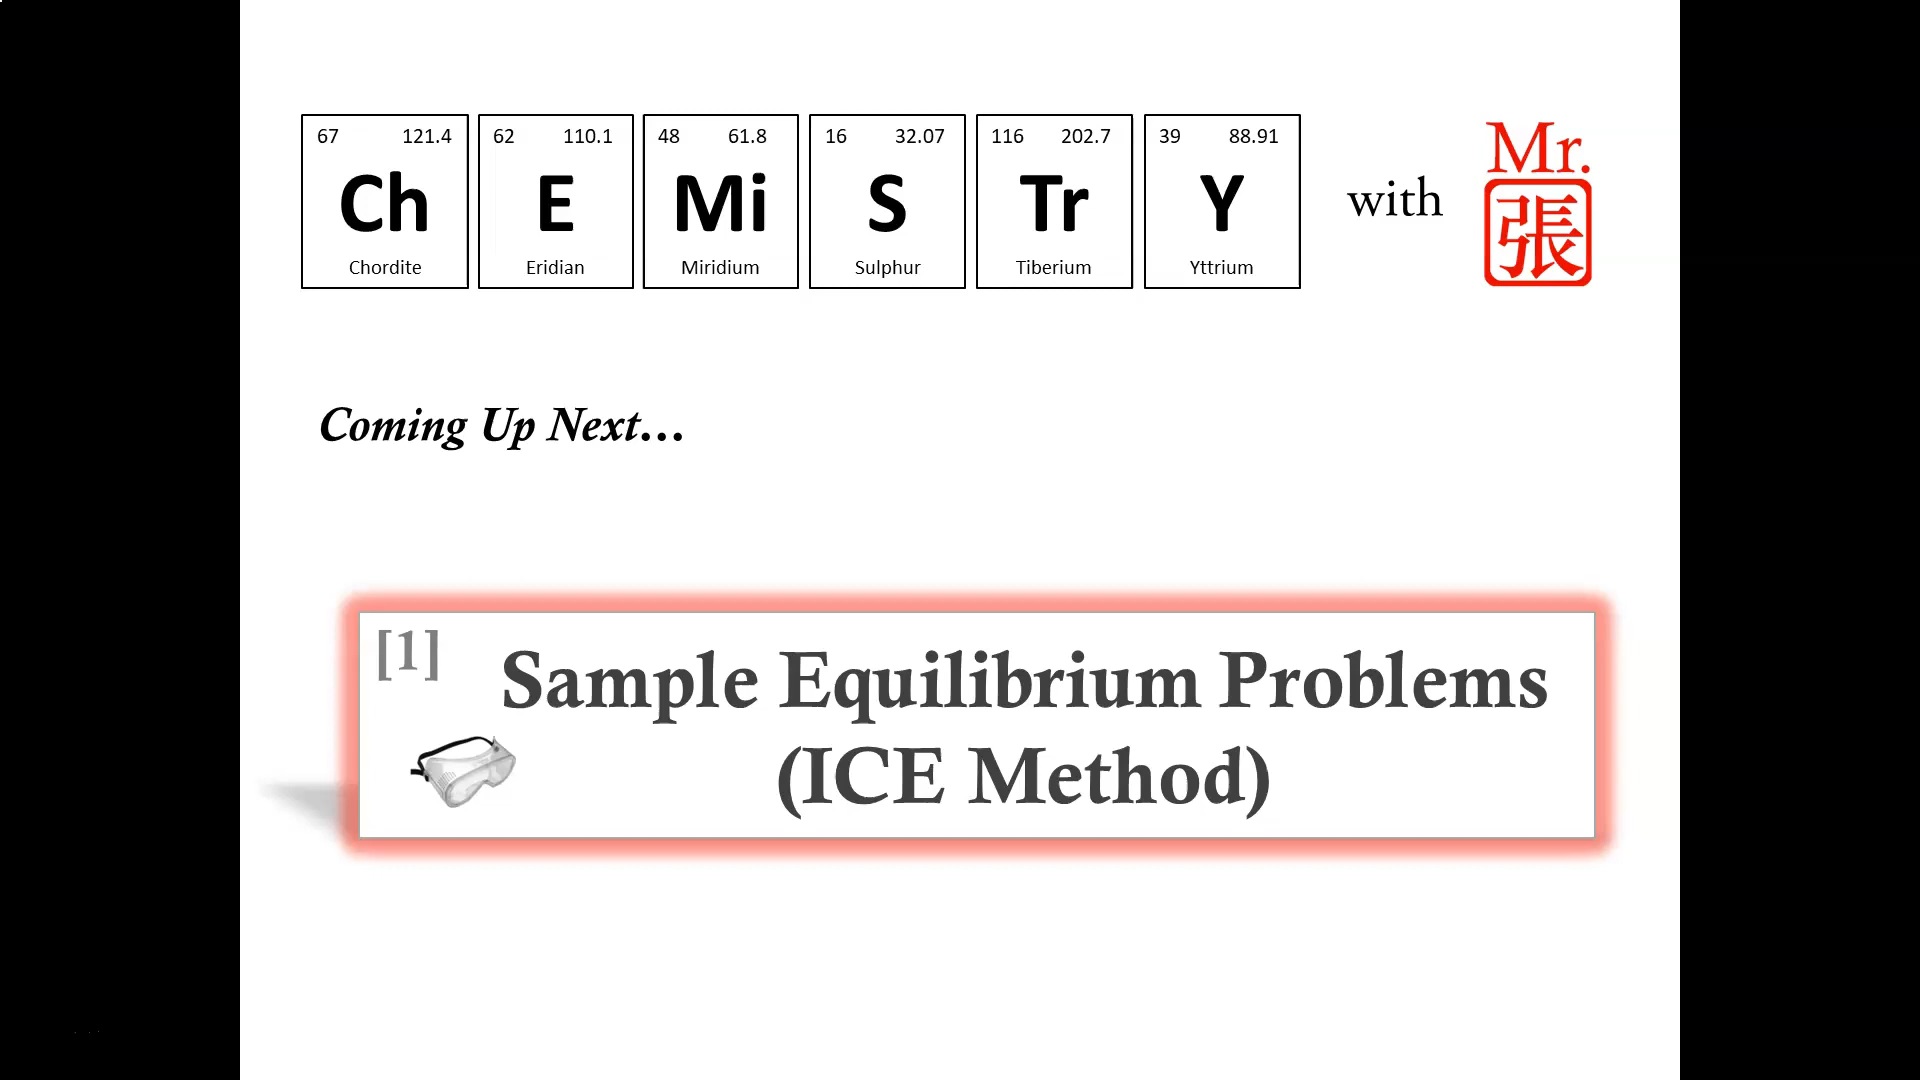 67 121.4
Ch
Chordite
62 110.1
E
Eridian
48 61.8
Mi
Miridium
16 32.07
S
Sulphur
116 202.7
Tr
Tiberium
39 88.91
Y
Yttrium
with
Mr.
張
Coming Up Next...
[1]
Sample Equilibrium Problems
(ICE Method)